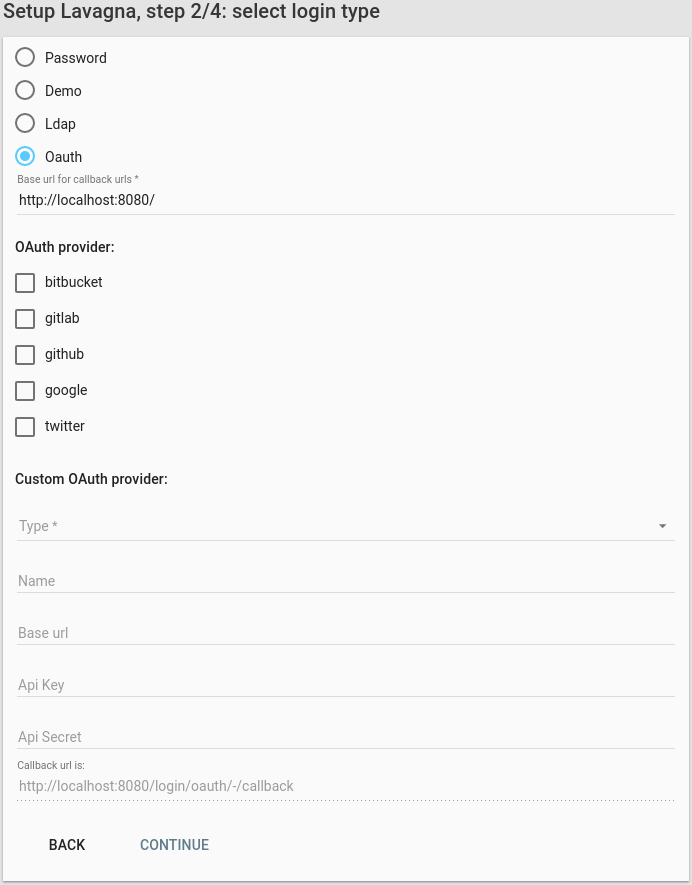 Setup Lavagna, step 2/4: select login type
Password
Demo
Ldap
Oauth
Base url for callback urls *
http://localhost:8080/
OAuth provider:
bitbucket
gitlab
github
google
twitter
Custom OAuth provider:
Type *
Name
Base url
Api Key
Api Secret
Callback url is:
http://localhost:8080/login/oauth/-/callback
BACK CONTINUE